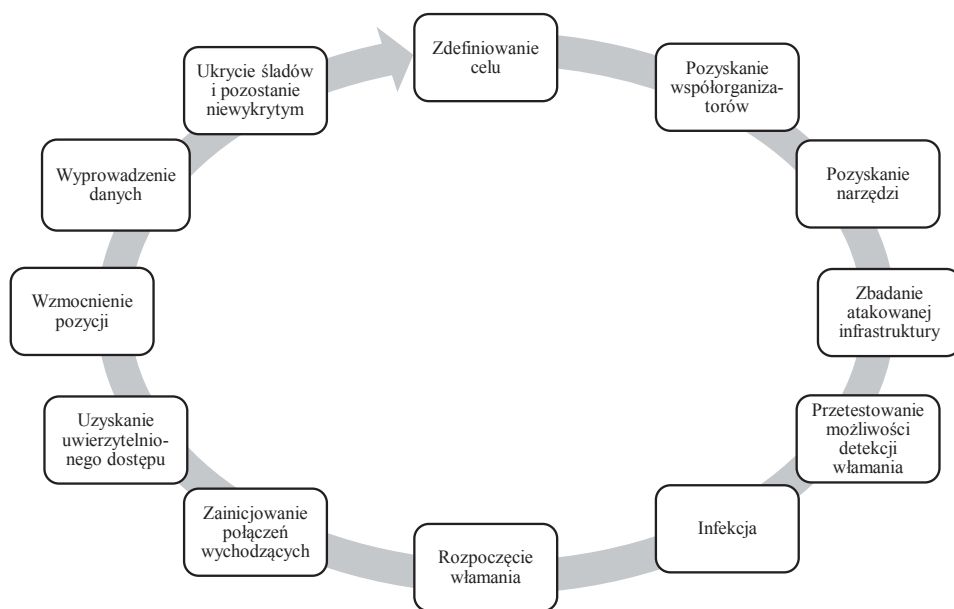 Zdefiniowanie
celu
Pozyskanie
współorganiza-
torów
Pozyskanie
narzędzi
Zbadanie
atakowanej
infrastruktury
Przetestowanie
możliwości
detekcji
włamania
Infekcja
Rozpoczęcie
włamania
Zainicjowanie
połączeń
wychodzących
Uzyskanie
uwierzytelnio-
nego dostępu
Wzmocnienie
pozycji
Wyprowadzenie
danych
Ukrycie śladów
i pozostanie
niewykrytym